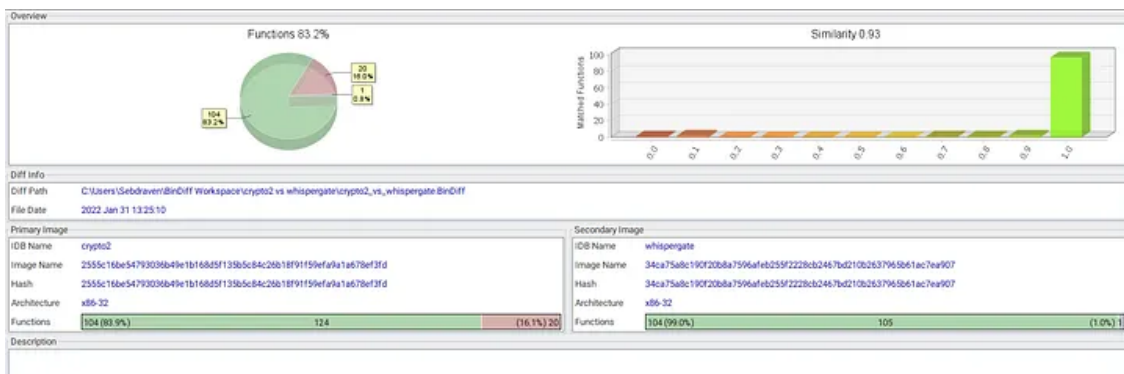 Overview
Functions 83.2%
20
16.0%
1
0.8%
104
83.2%
Similarity 0.93
Matched Functions
100
80
60
40
20
0
0.0 0.1 0.2 0.3 0.4 0.5 0.6 0.7 0.8 0.9 1.0
Diff Info
Diff Path C:\Users\Sebdraven\BinDiff Workspace\crypto2 vs whispergate\crypto2_vs_whispergate.BinDiff
File Date 2022 Jan 31 13:25:10
Primary Image
IDB Name crypto2
Image Name 2555c16be54793036b49e1b168d5f135b5c84c26b18f91f59efa9a1a678ef3fd
Hash 2555c16be54793036b49e1b168d5f135b5c84c26b18f91f59efa9a1a678ef3fd
Architecture x86-32
Functions 104 (83.9%) 124 (16.1%) 20
Secondary Image
IDB Name whispergate
Image Name 34ca75a8c190f20b8a7596afeb255f2228cb2467bd210b2637965b61ac7ea907
Hash 34ca75a8c190f20b8a7596afeb255f2228cb2467bd210b2637965b61ac7ea907
Architecture x86-32
Functions 104 (99.0%) 105 (1.0%) 1
Description